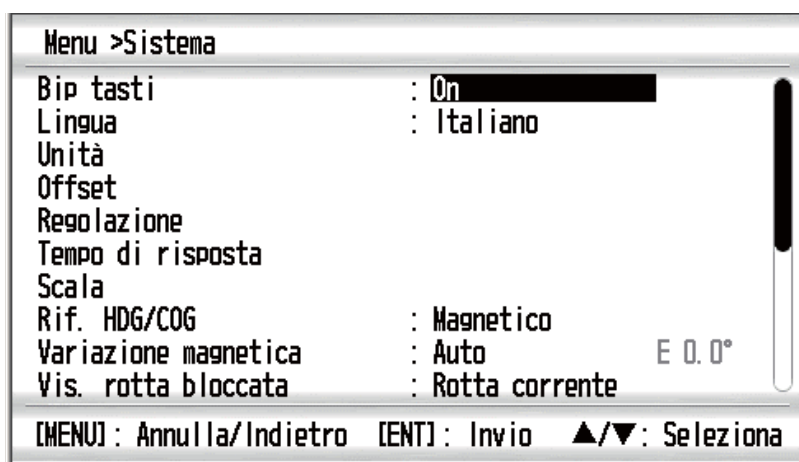 Menu >Sistema
Bip tasti : On
Lingua : Italiano
Unità
Offset
Regolazione
Tempo di risposta
Scala
Rif. HDG/COG : Magnetico
Variazione magnetica : Auto E 0.0°
Vis. rotta bloccata : Rotta corrente
[MENU]: Annulla/Indietro [ENT]: Invio ▲/▼: Seleziona